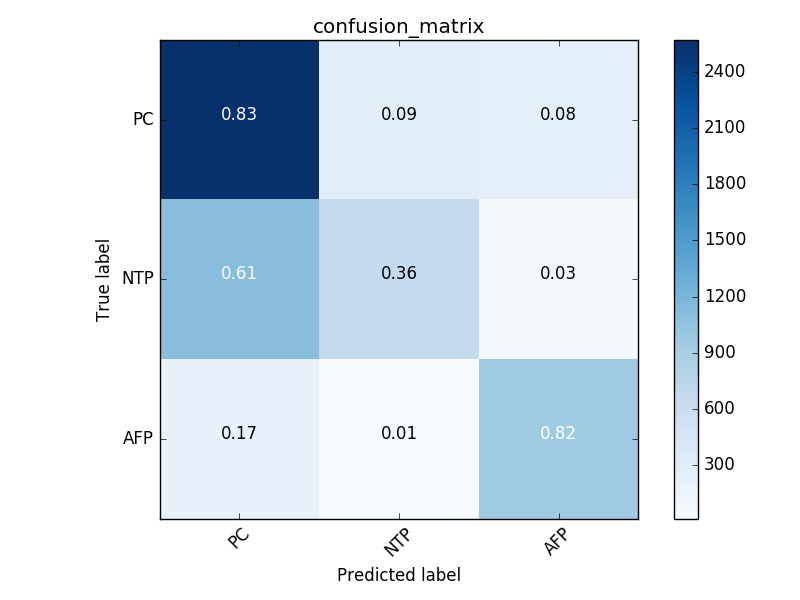 confusion_matrix
PC 0.83 0.09 0.08
NTP 0.61 0.36 0.03
AFP 0.17 0.01 0.82
PC NTP AFP
Predicted label
True label
2400
2100
1800
1500
1200
900
600
300